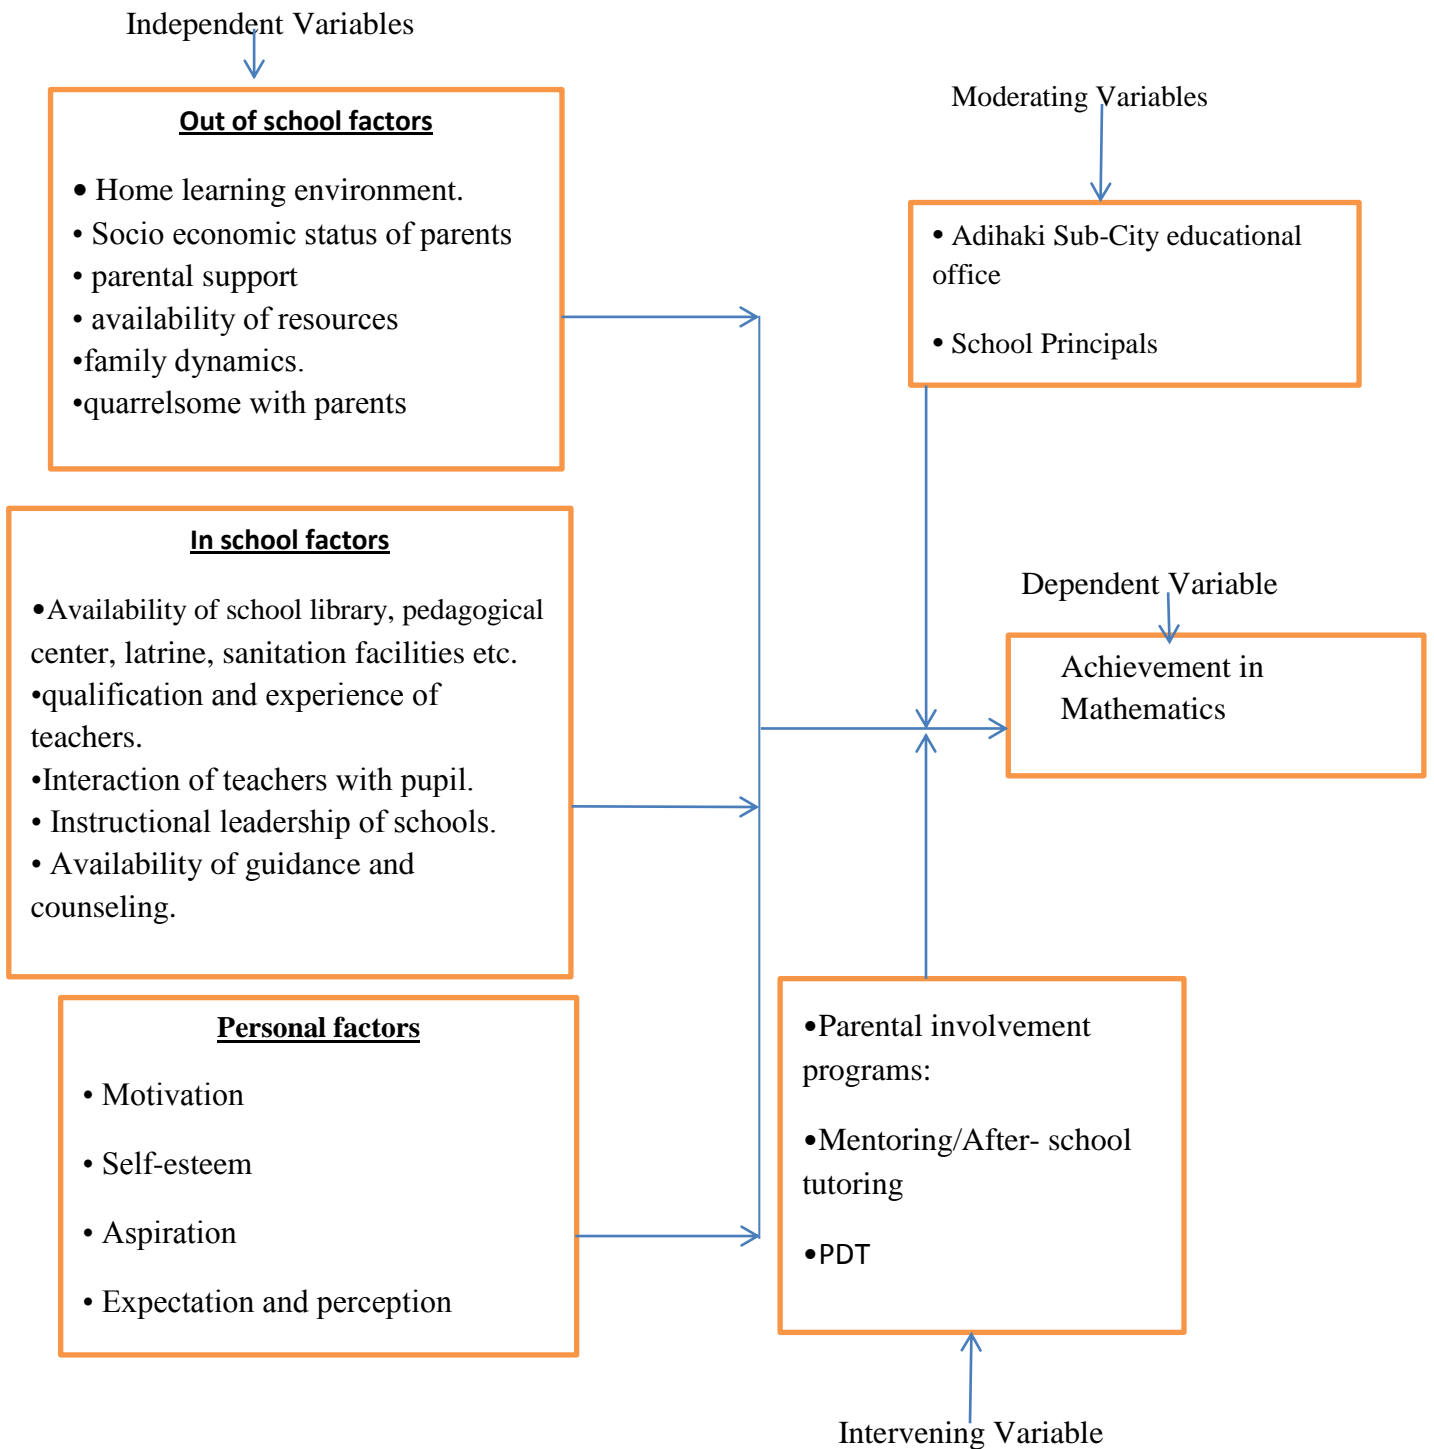 Independent Variables
Out of school factors
• Home learning environment.
• Socio economic status of parents
• parental support
• availability of resources
•family dynamics.
•quarrelsome with parents
In school factors
•Availability of school library, pedagogical
center, latrine, sanitation facilities etc.
•qualification and experience of
teachers.
•Interaction of teachers with pupil.
• Instructional leadership of schools.
• Availability of guidance and
counseling.
Personal factors
• Motivation
• Self-esteem
• Aspiration
• Expectation and perception
Moderating Variables
• Adihaki Sub-City educational
office
• School Principals
Dependent Variable
Achievement in
Mathematics
•Parental involvement
programs:
•Mentoring/After- school
tutoring
•PDT
Intervening Variable